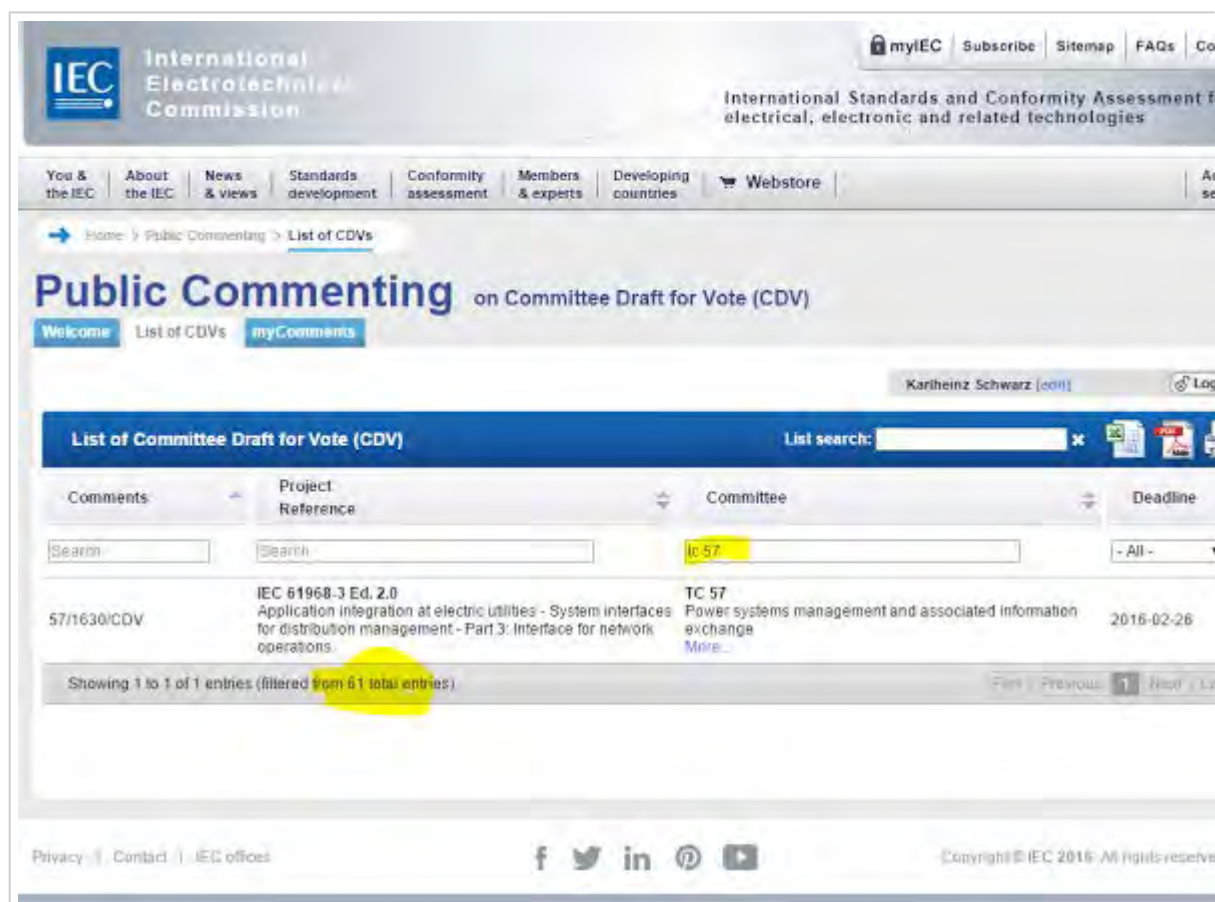 IEC
International
Electrotechnical
Commission
myIEC Subscribe Sitemap FAQs Co
International Standards and Conformity Assessment f
electrical, electronic and related technologies
You & the IEC
About the IEC
News & views
Standards development
Conformity assessment
Members & experts
Developing countries
Webstore
Home > Public Commenting > List of CDVs
Public Commenting on Committee Draft for Vote (CDV)
Welcome List of CDVs myComments
Karlheinz Schwarz (edit) Log
List of Committee Draft for Vote (CDV) List search:
Comments
Project
Reference
Committee
Deadline
Search Search tc 57 - All -
57/1630/CDV
IEC 61968-3 Ed. 2.0
Application integration at electric utilities - System interfaces
for distribution management - Part 3: Interface for network
operations
TC 57
Power systems management and associated information
exchange
More...
2016-02-26
Showing 1 to 1 of 1 entries (filtered from 61 total entries)
First Previous 1 Next
Privacy | Contact | IEC offices
Copyright © IEC 2016. All rights reserve